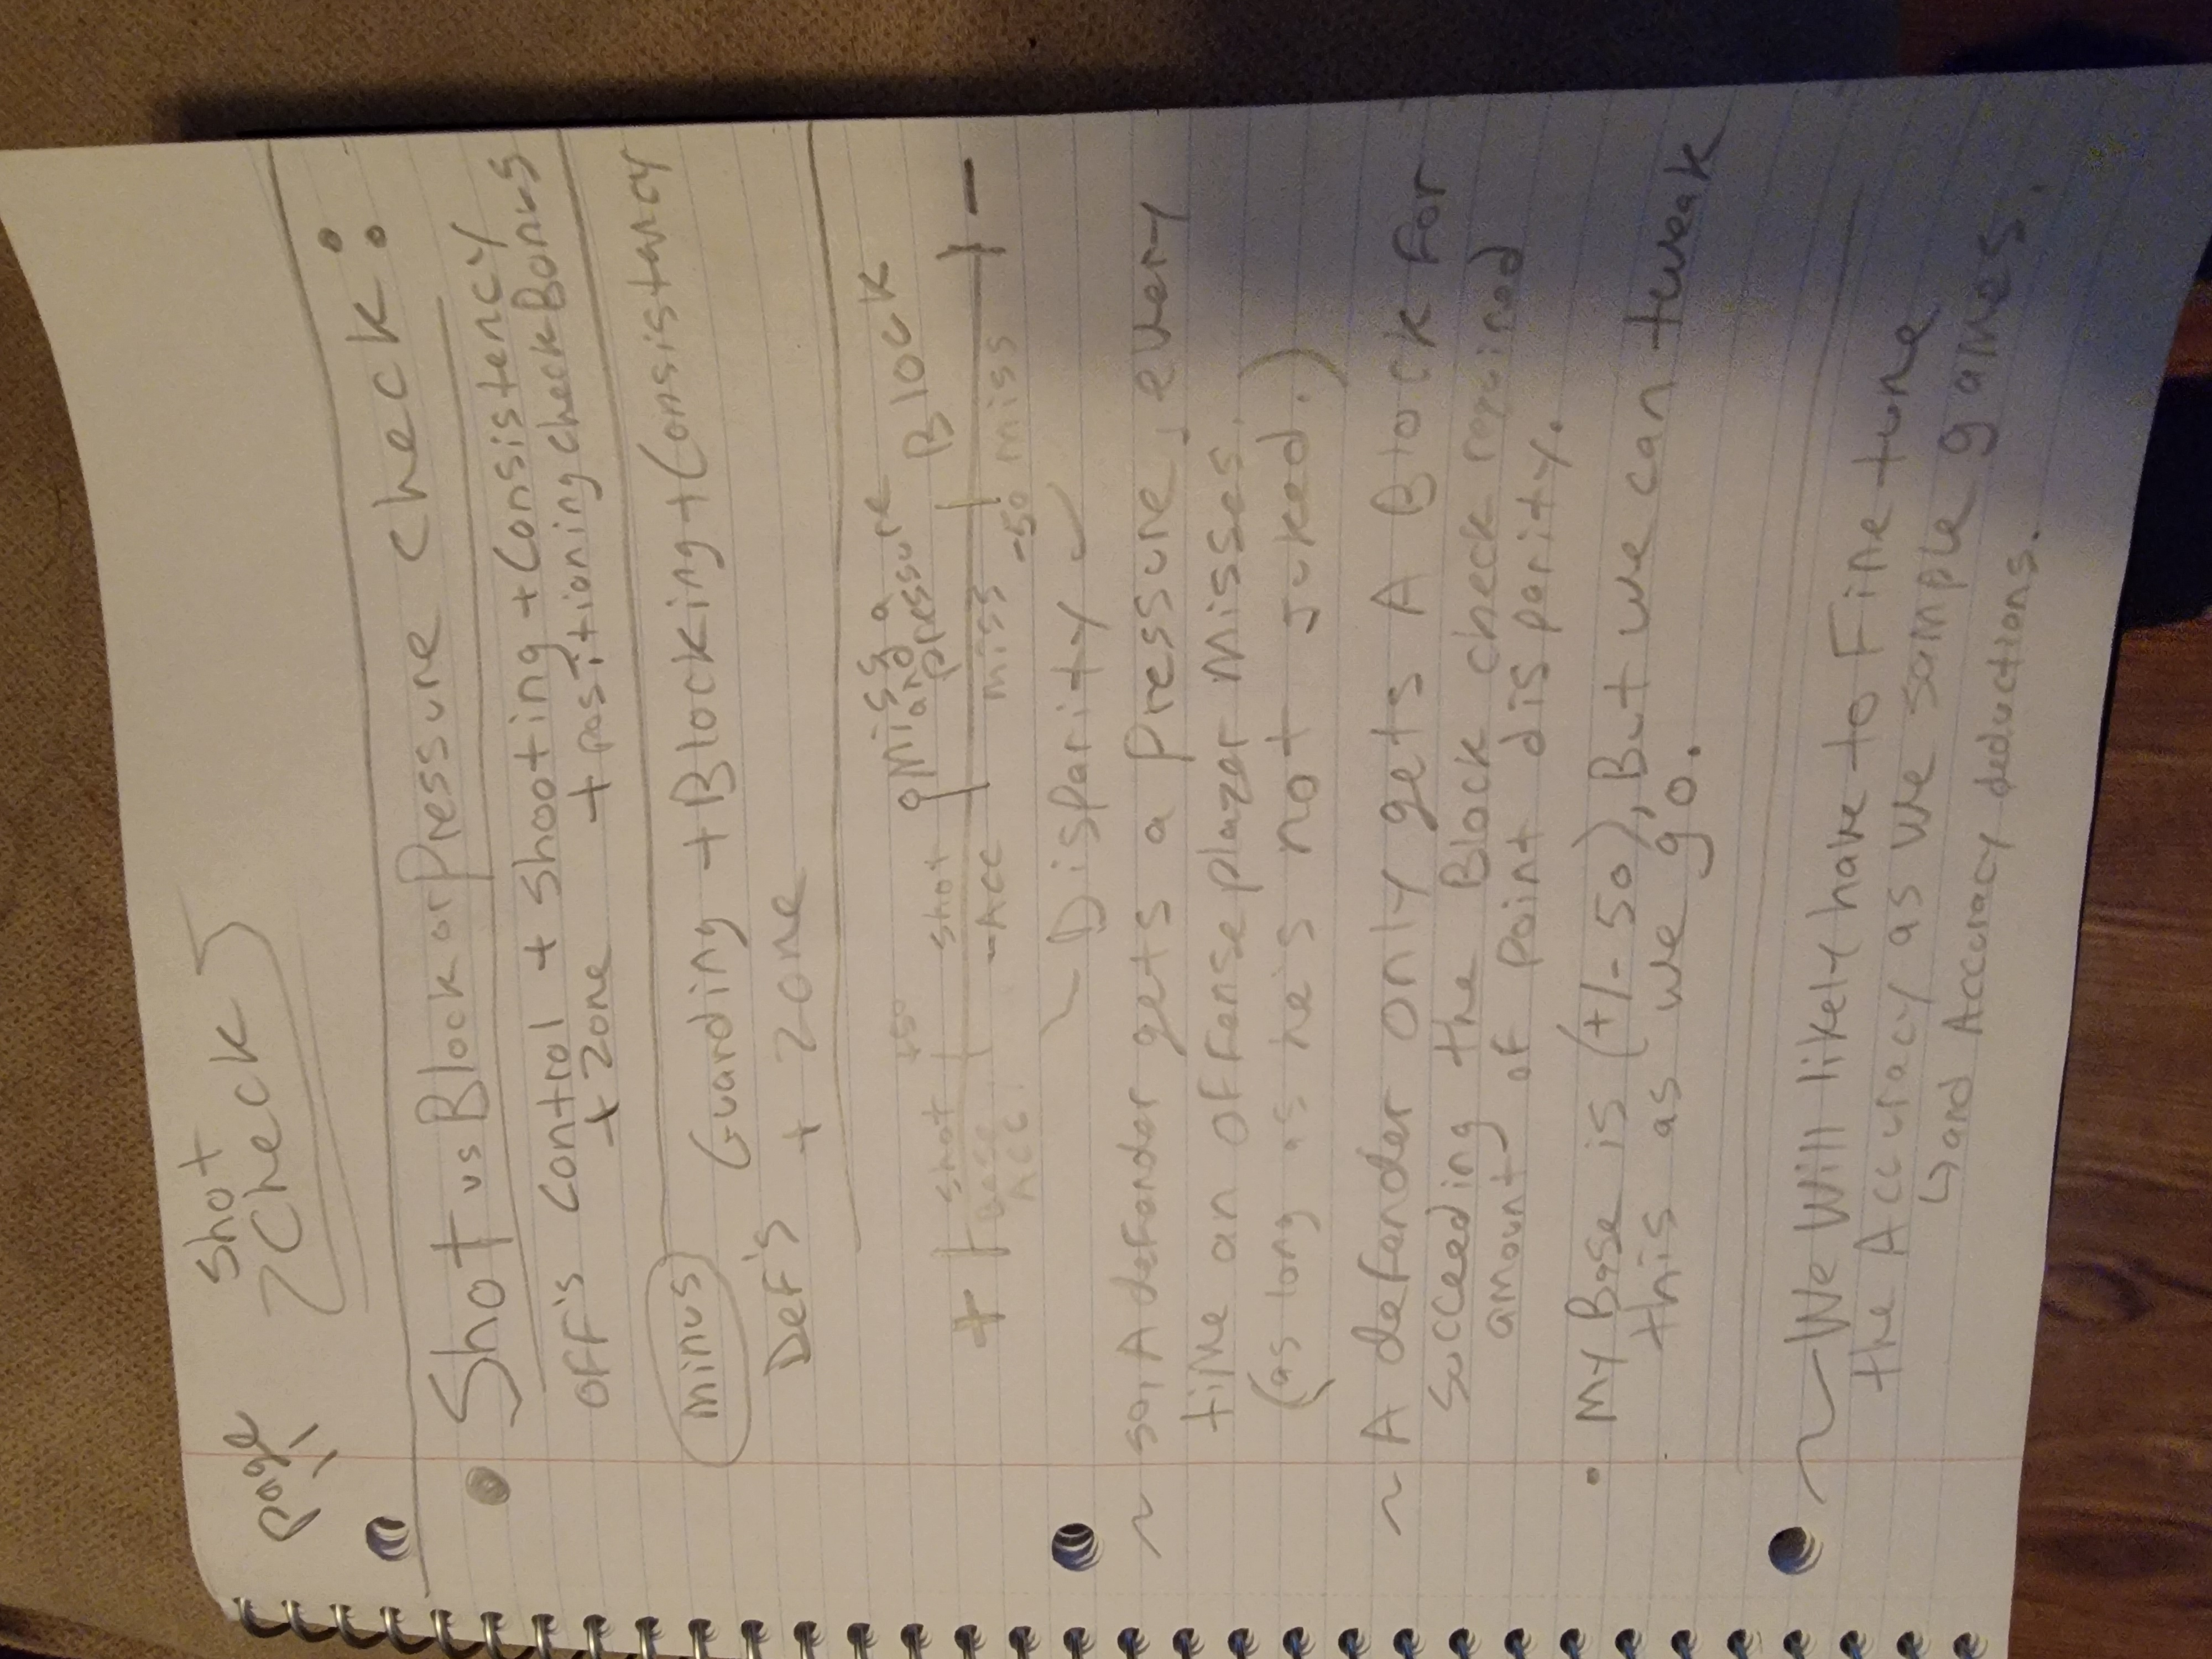 page 11
Shot
Check
Shot vs Block or Pressure check:
OFF's Control + Shooting + Consistency
+ Zone + positioning check Bonus
minus
Guarding + Blocking + Consistency
DeF's + Zone
+ shot Base Acc. +50 shot -Acc 0 Miss and a pressure miss -50 Block miss -
Disparity
~ so, A defender gets a Pressure, every
time an offense player Misses.
(as long as he's not juked.)
~ A defender only gets A Block For
succeeding the Block check required
amount of point disparity.
• My Base is (+/- 50), But we can tweak
this as we go.
~ We Will likely have to Fine tune
the Accuracy as we sample games.
↳ and Accuracy deductions.